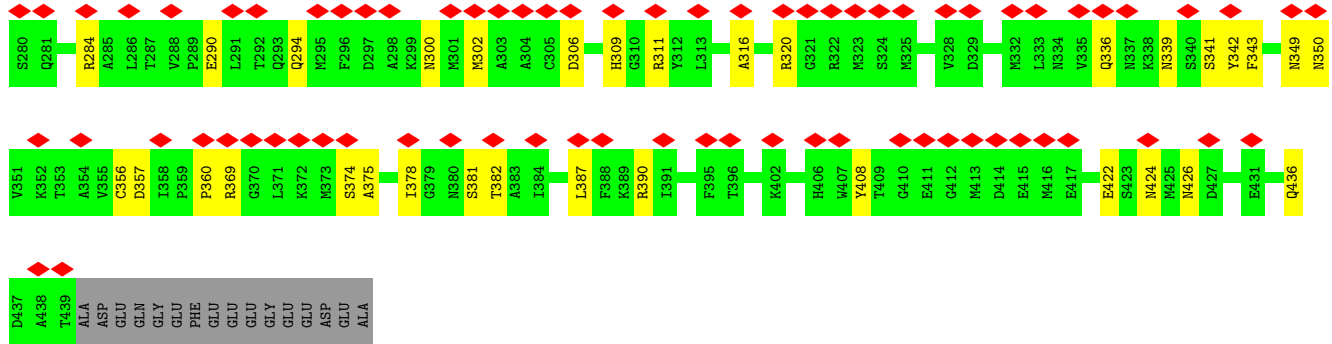 S280 Q281 R284 A285 L286 T287 V288 P289 E290 L291 T292 Q293 Q294 M295 F296 D297 A298 K299 N300 M301 M302 A303 A304 C305 D306 H309 G310 R311 Y312 L313 A316 R320 G321 R322 M323 S324 M325 V328 D329 M332 L333 N334 V335 Q336 N337 K338 N339 S340 S341 Y342 F343 N349 N350
V351 K352 T353 A354 V355 C356 D357 I358 P359 P360 R369 G370 L371 K372 M373 S374 A375 I378 G379 N380 S381 T382 A383 I384 L387 F388 K389 R390 I391 F395 T396 K402 H406 W407 Y408 T409 G410 E411 G412 M413 D414 E415 M416 E417 E422 S423 N424 M425 N426 D427 E431 Q436
D437 A438 T439 ALA ASP GLU GLN GLY GLU PHE GLU GLU GLU GLY GLU GLU ASP GLU ALA